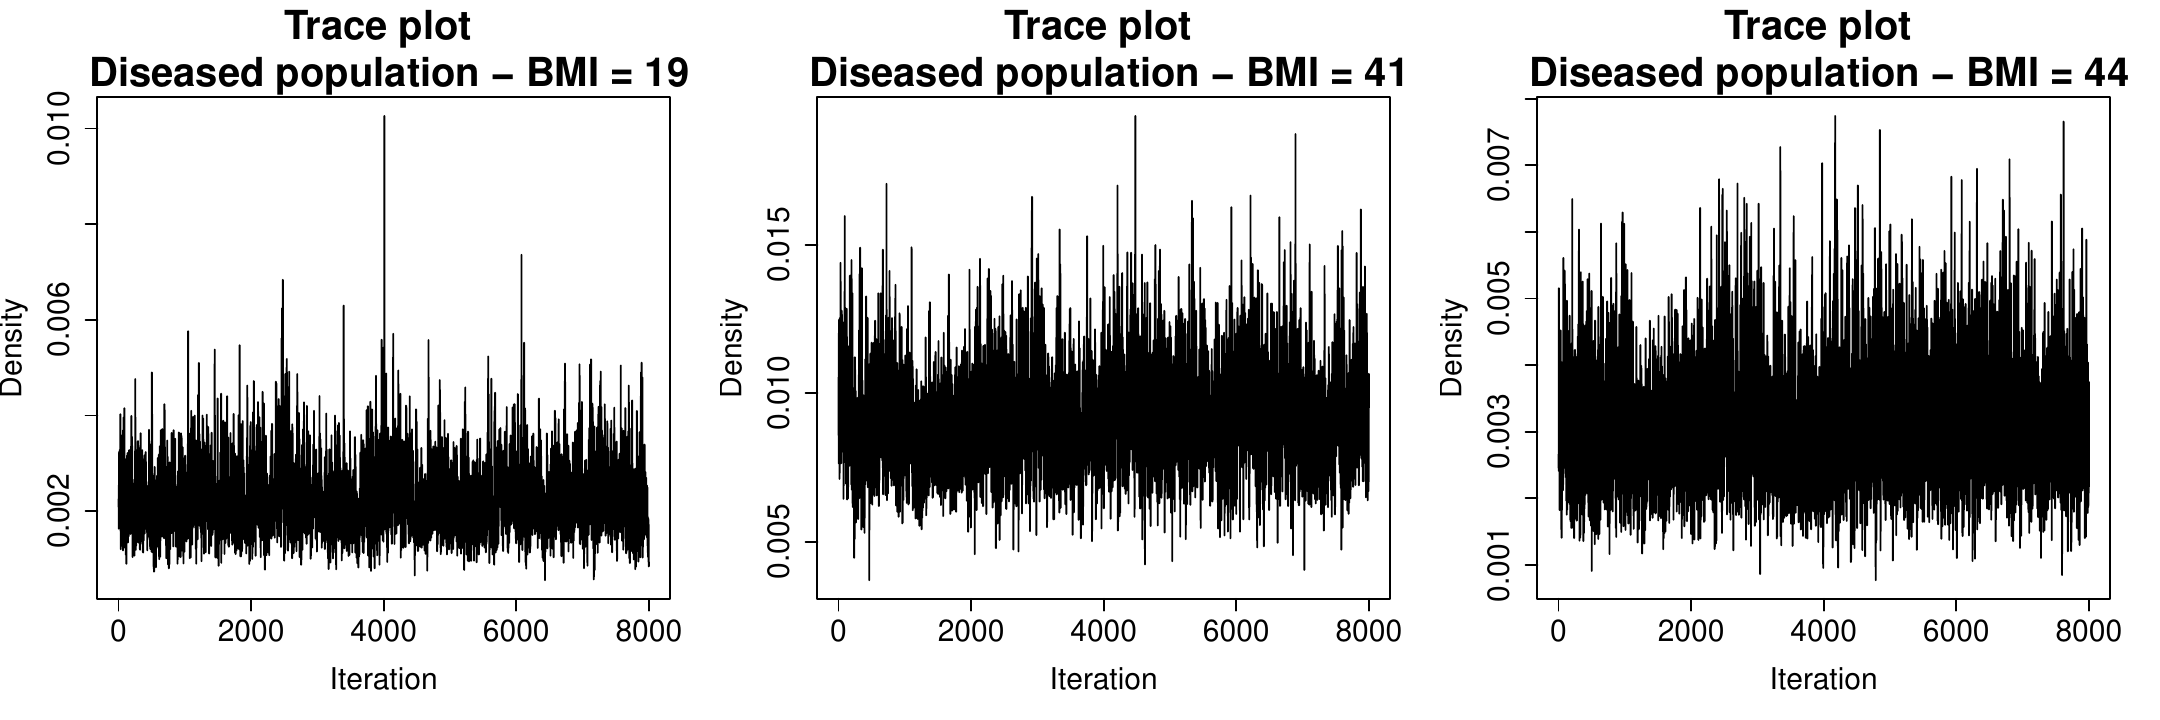 Trace plot
Diseased population – BMI = 19
Density
0.002 0.006 0.010
0 2000 4000 6000 8000
Iteration
Trace plot
Diseased population – BMI = 41
Density
0.005 0.010 0.015
0 2000 4000 6000 8000
Iteration
Trace plot
Diseased population – BMI = 44
Density
0.001 0.003 0.005 0.007
0 2000 4000 6000 8000
Iteration